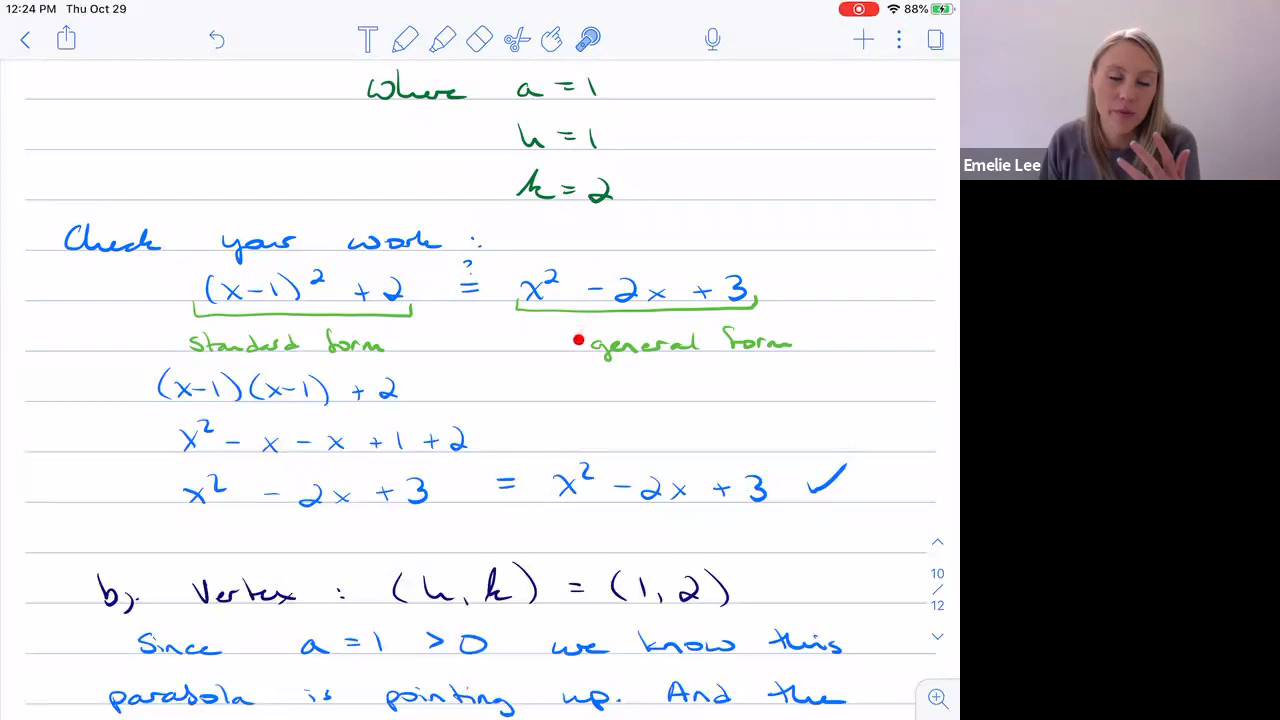 12:24 PM Thu Oct 29
88%
T
where a = 1
h = 1
k = 2
Emelie Lee
Check your work :
?
(x-1)² + 2 = x² - 2x + 3
standard form general form
(x-1)(x-1) + 2
x² - x - x + 1 + 2
x² - 2x + 3 = x² - 2x + 3 ✓
10
/
12
b). Vertex : (h, k) = (1, 2)
Since a = 1 > 0 we know this
parabola is pointing up. And the